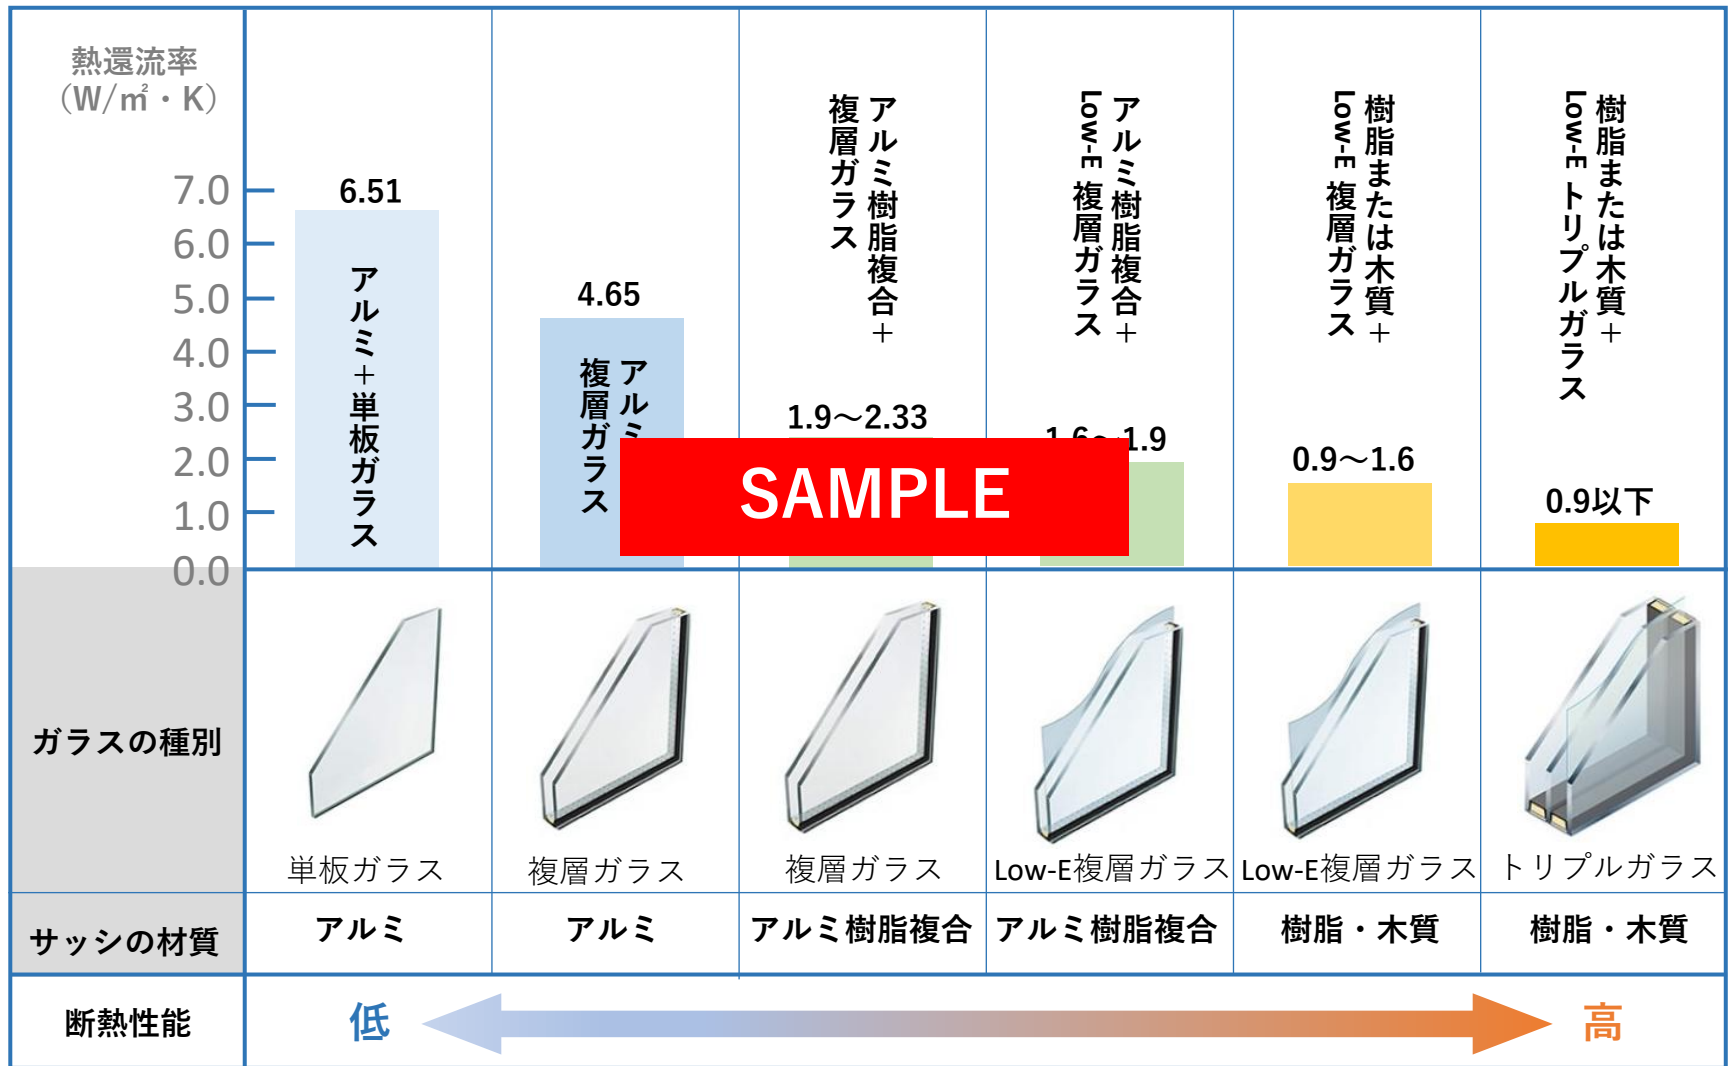 熱還流率
（W/㎡・K）
7.0
6.0
5.0
4.0
3.0
2.0
1.0
0.0
6.51
アルミ＋単板ガラス
4.65
アルミ
複層ガラス
アルミ樹脂複合＋
複層ガラス
1.9～2.33
アルミ樹脂複合＋
Low-E 複層ガラス
1.6～1.9
樹脂または木質＋
Low-E 複層ガラス
0.9～1.6
樹脂または木質＋
Low-E トリプルガラス
0.9以下
SAMPLE
ガラスの種別
単板ガラス
複層ガラス
複層ガラス
Low-E複層ガラス
Low-E複層ガラス
トリプルガラス
サッシの材質
アルミ
アルミ
アルミ樹脂複合
アルミ樹脂複合
樹脂・木質
樹脂・木質
断熱性能
低
高